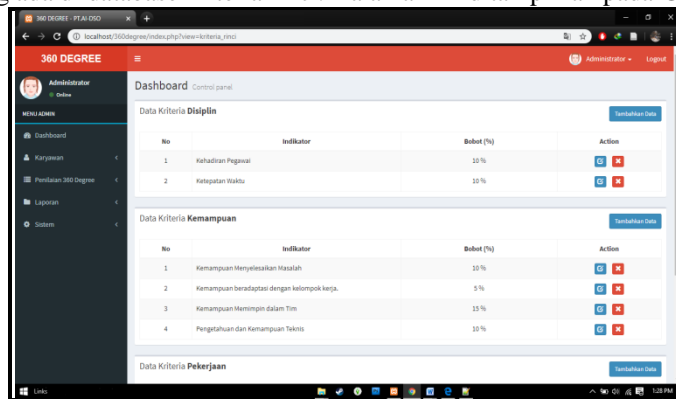 360 DEGREE - PT.AI-DSO
localhost/360degree/index.php?view=kriteria_rinci
360 DEGREE
Administrator
Logout
Administrator
Online
Dashboard Control panel
MENU ADMIN
Dashboard
Karyawan
Penilaian 360 Degree
Laporan
Sistem
Data Kriteria Disiplin
Tambahkan Data
No Indikator Bobot (%) Action
1 Kehadiran Pegawai 10 %
2 Ketepatan Waktu 10 %
Data Kriteria Kemampuan
Tambahkan Data
No Indikator Bobot (%) Action
1 Kemampuan Menyelesaikan Masalah 10 %
2 Kemampuan beradaptasi dengan kelompok kerja. 5 %
3 Kemampuan Memimpin dalam Tim 15 %
4 Pengetahuan dan Kemampuan Teknis 10 %
Data Kriteria Pekerjaan
Tambahkan Data
Links
1:28 PM